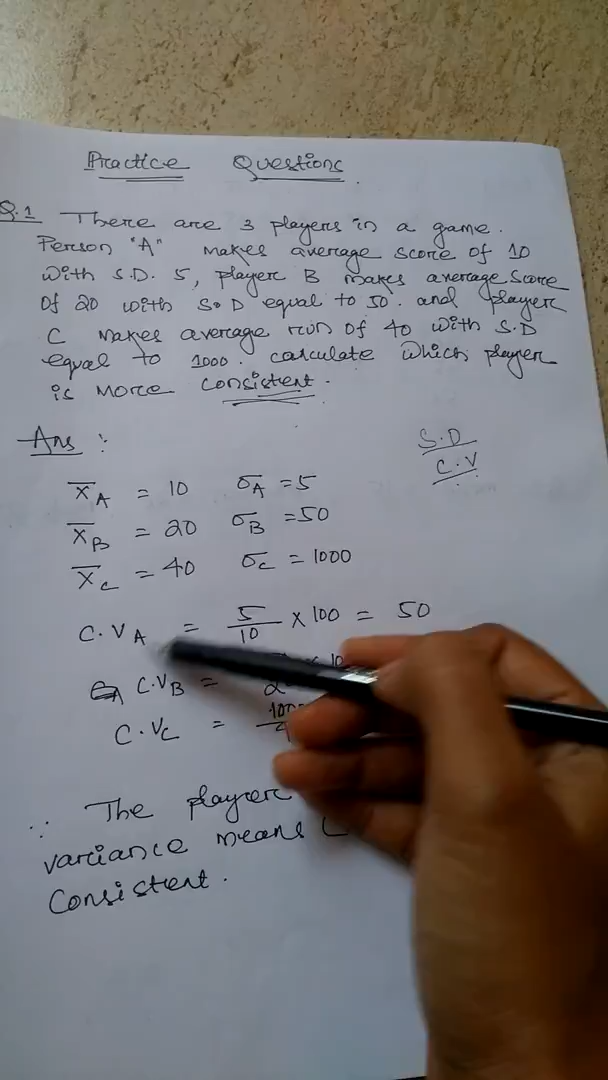 Practice Questions
Q.1 There are 3 players in a game.
Person "A" makes average score of 10
with S.D. 5, player B makes average score
of 20 with S.D equal to 50. and player
C makes average run of 40 with S.D
equal to 1000. calculate which player
is more consistent.
Ans :
S.D
C.V
x̄A = 10 σA = 5
x̄B = 20 σB = 50
x̄C = 40 σC = 1000
C.VA = 5/10 × 100 = 50
C.VB =
C.VC =
∵ The player
variance means
consistent.